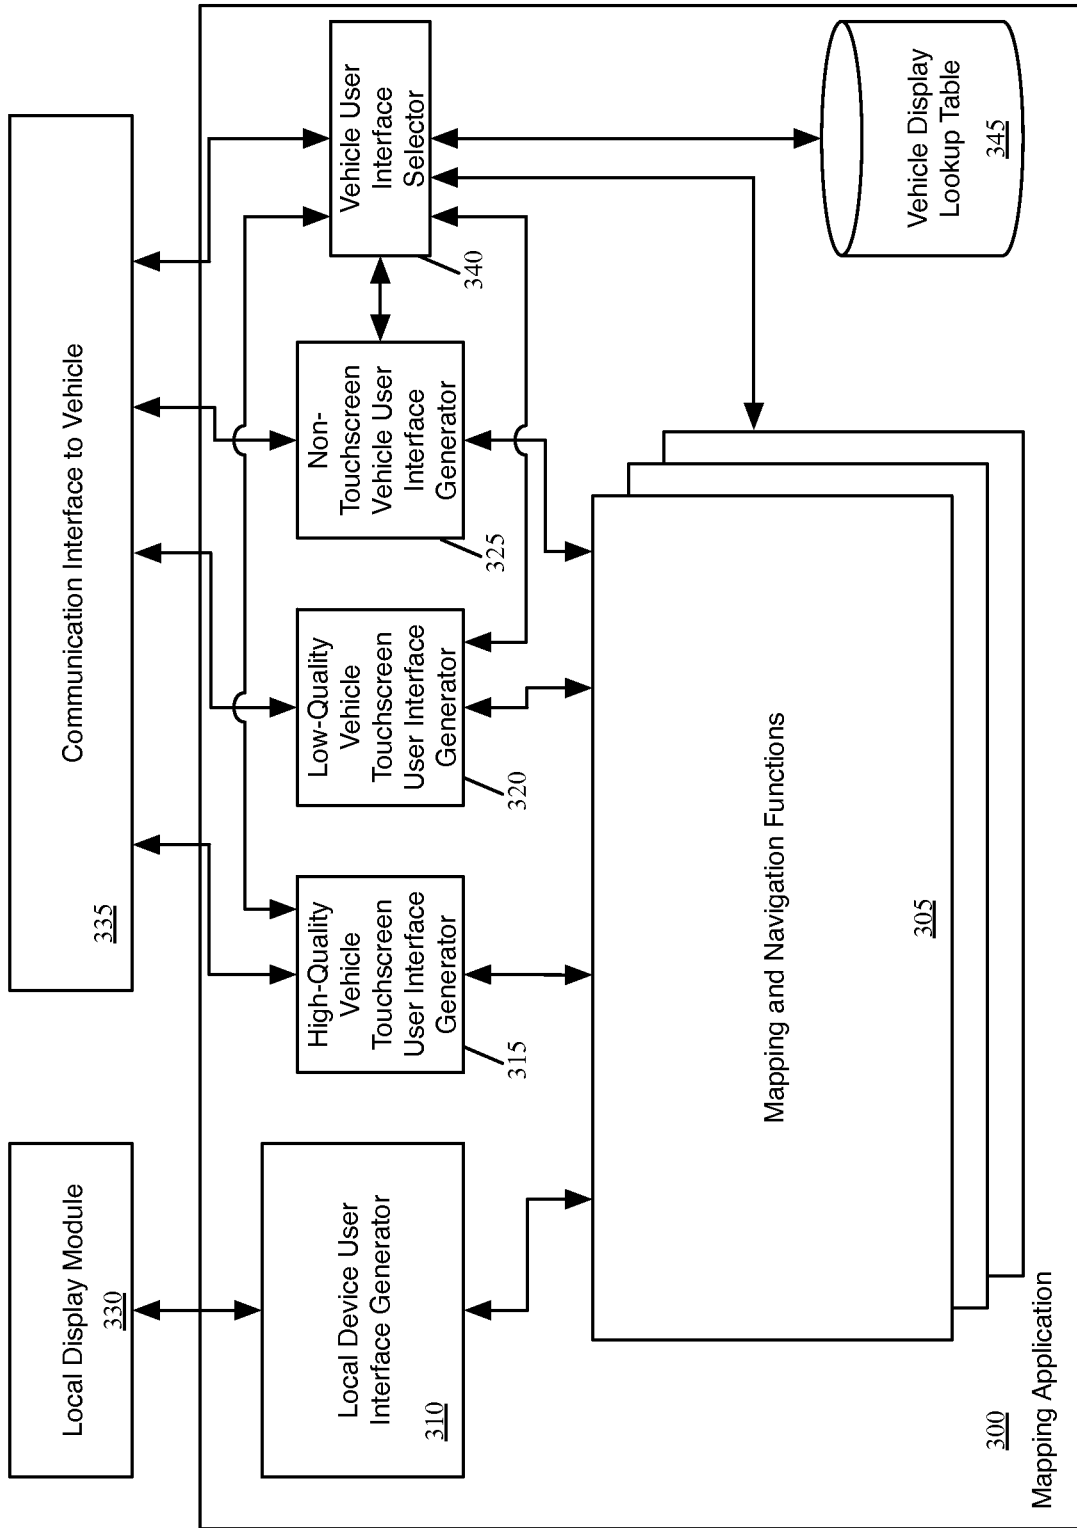 Local Display Module
330
Communication Interface to Vehicle
335
Local Device User
Interface Generator
310
High-Quality
Vehicle
Touchscreen
User Interface
Generator
315
Low-Quality
Vehicle
Touchscreen
User Interface
Generator
320
Non-
Touchscreen
Vehicle User
Interface
Generator
325
Vehicle User
Interface
Selector
340
Mapping and Navigation Functions
305
Vehicle Display
Lookup Table
345
300
Mapping Application